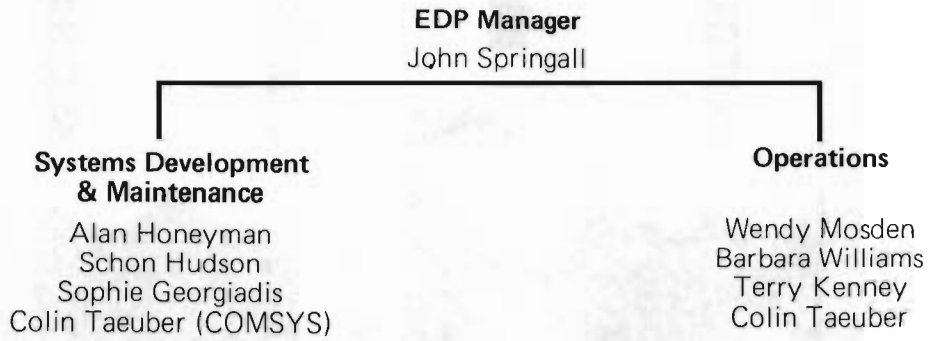 EDP Manager
John Springall
Systems Development
& Maintenance
Alan Honeyman
Schon Hudson
Sophie Georgiadis
Colin Taeuber (COMSYS)
Operations
Wendy Mosden
Barbara Williams
Terry Kenney
Colin Taeuber